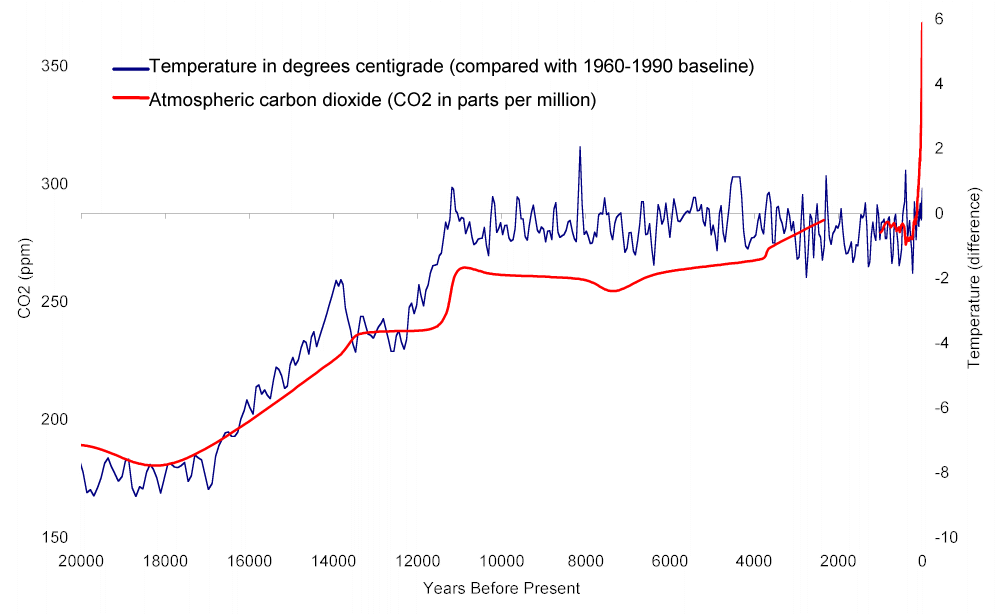 6
350
Temperature in degrees centigrade (compared with 1960-1990 baseline)
4
Atmospheric carbon dioxide (CO2 in parts per million)
2
300
0
CO2 (ppm)
Temperature (difference)
250
-2
-4
200
-6
-8
150
-10
20000 18000 16000 14000 12000 10000 8000 6000 4000 2000 0
Years Before Present